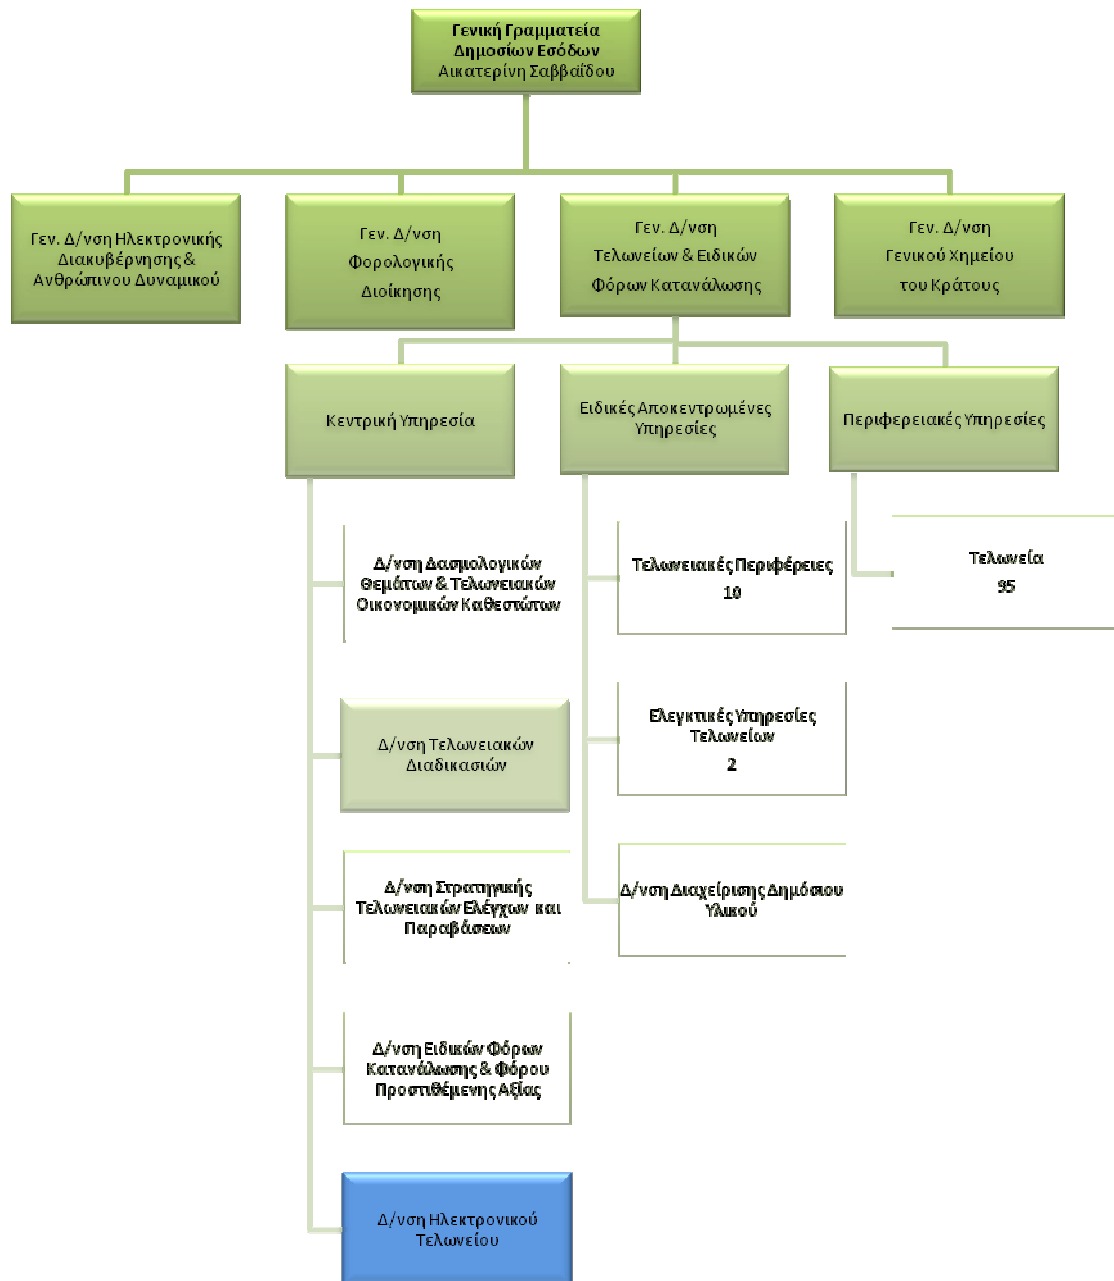 Γενική Γραμματεία
Δημοσίων Εσόδων
Αικατερίνη Σαββαΐδου
Γεν. Δ/νση Ηλεκτρονικής
Διακυβέρνησης &
Ανθρώπινου Δυναμικού
Γεν. Δ/νση
Φορολογικής
Διοίκησης
Γεν. Δ/νση
Τελωνείων & Ειδικών
Φόρων Κατανάλωσης
Γεν. Δ/νση
Γενικού Χημείου
του Κράτους
Κεντρική Υπηρεσία
Ειδικές Αποκεντρωμένες
Υπηρεσίες
Περιφερειακές Υπηρεσίες
Δ/νση Δασμολογικών
Θεμάτων & Τελωνειακών
Οικονομικών Καθεστώτων
Τελωνειακές Περιφέρειες
10
Τελωνεία
95
Δ/νση Τελωνειακών
Διαδικασιών
Ελεγκτικές Υπηρεσίες
Τελωνείων
2
Δ/νση Στρατηγικής
Τελωνειακών Ελέγχων και
Παραβάσεων
Δ/νση Διαχείρισης Δημόσιου
Υλικού
Δ/νση Ειδικών Φόρων
Κατανάλωσης & Φόρου
Προστιθέμενης Αξίας
Δ/νση Ηλεκτρονικού
Τελωνείου